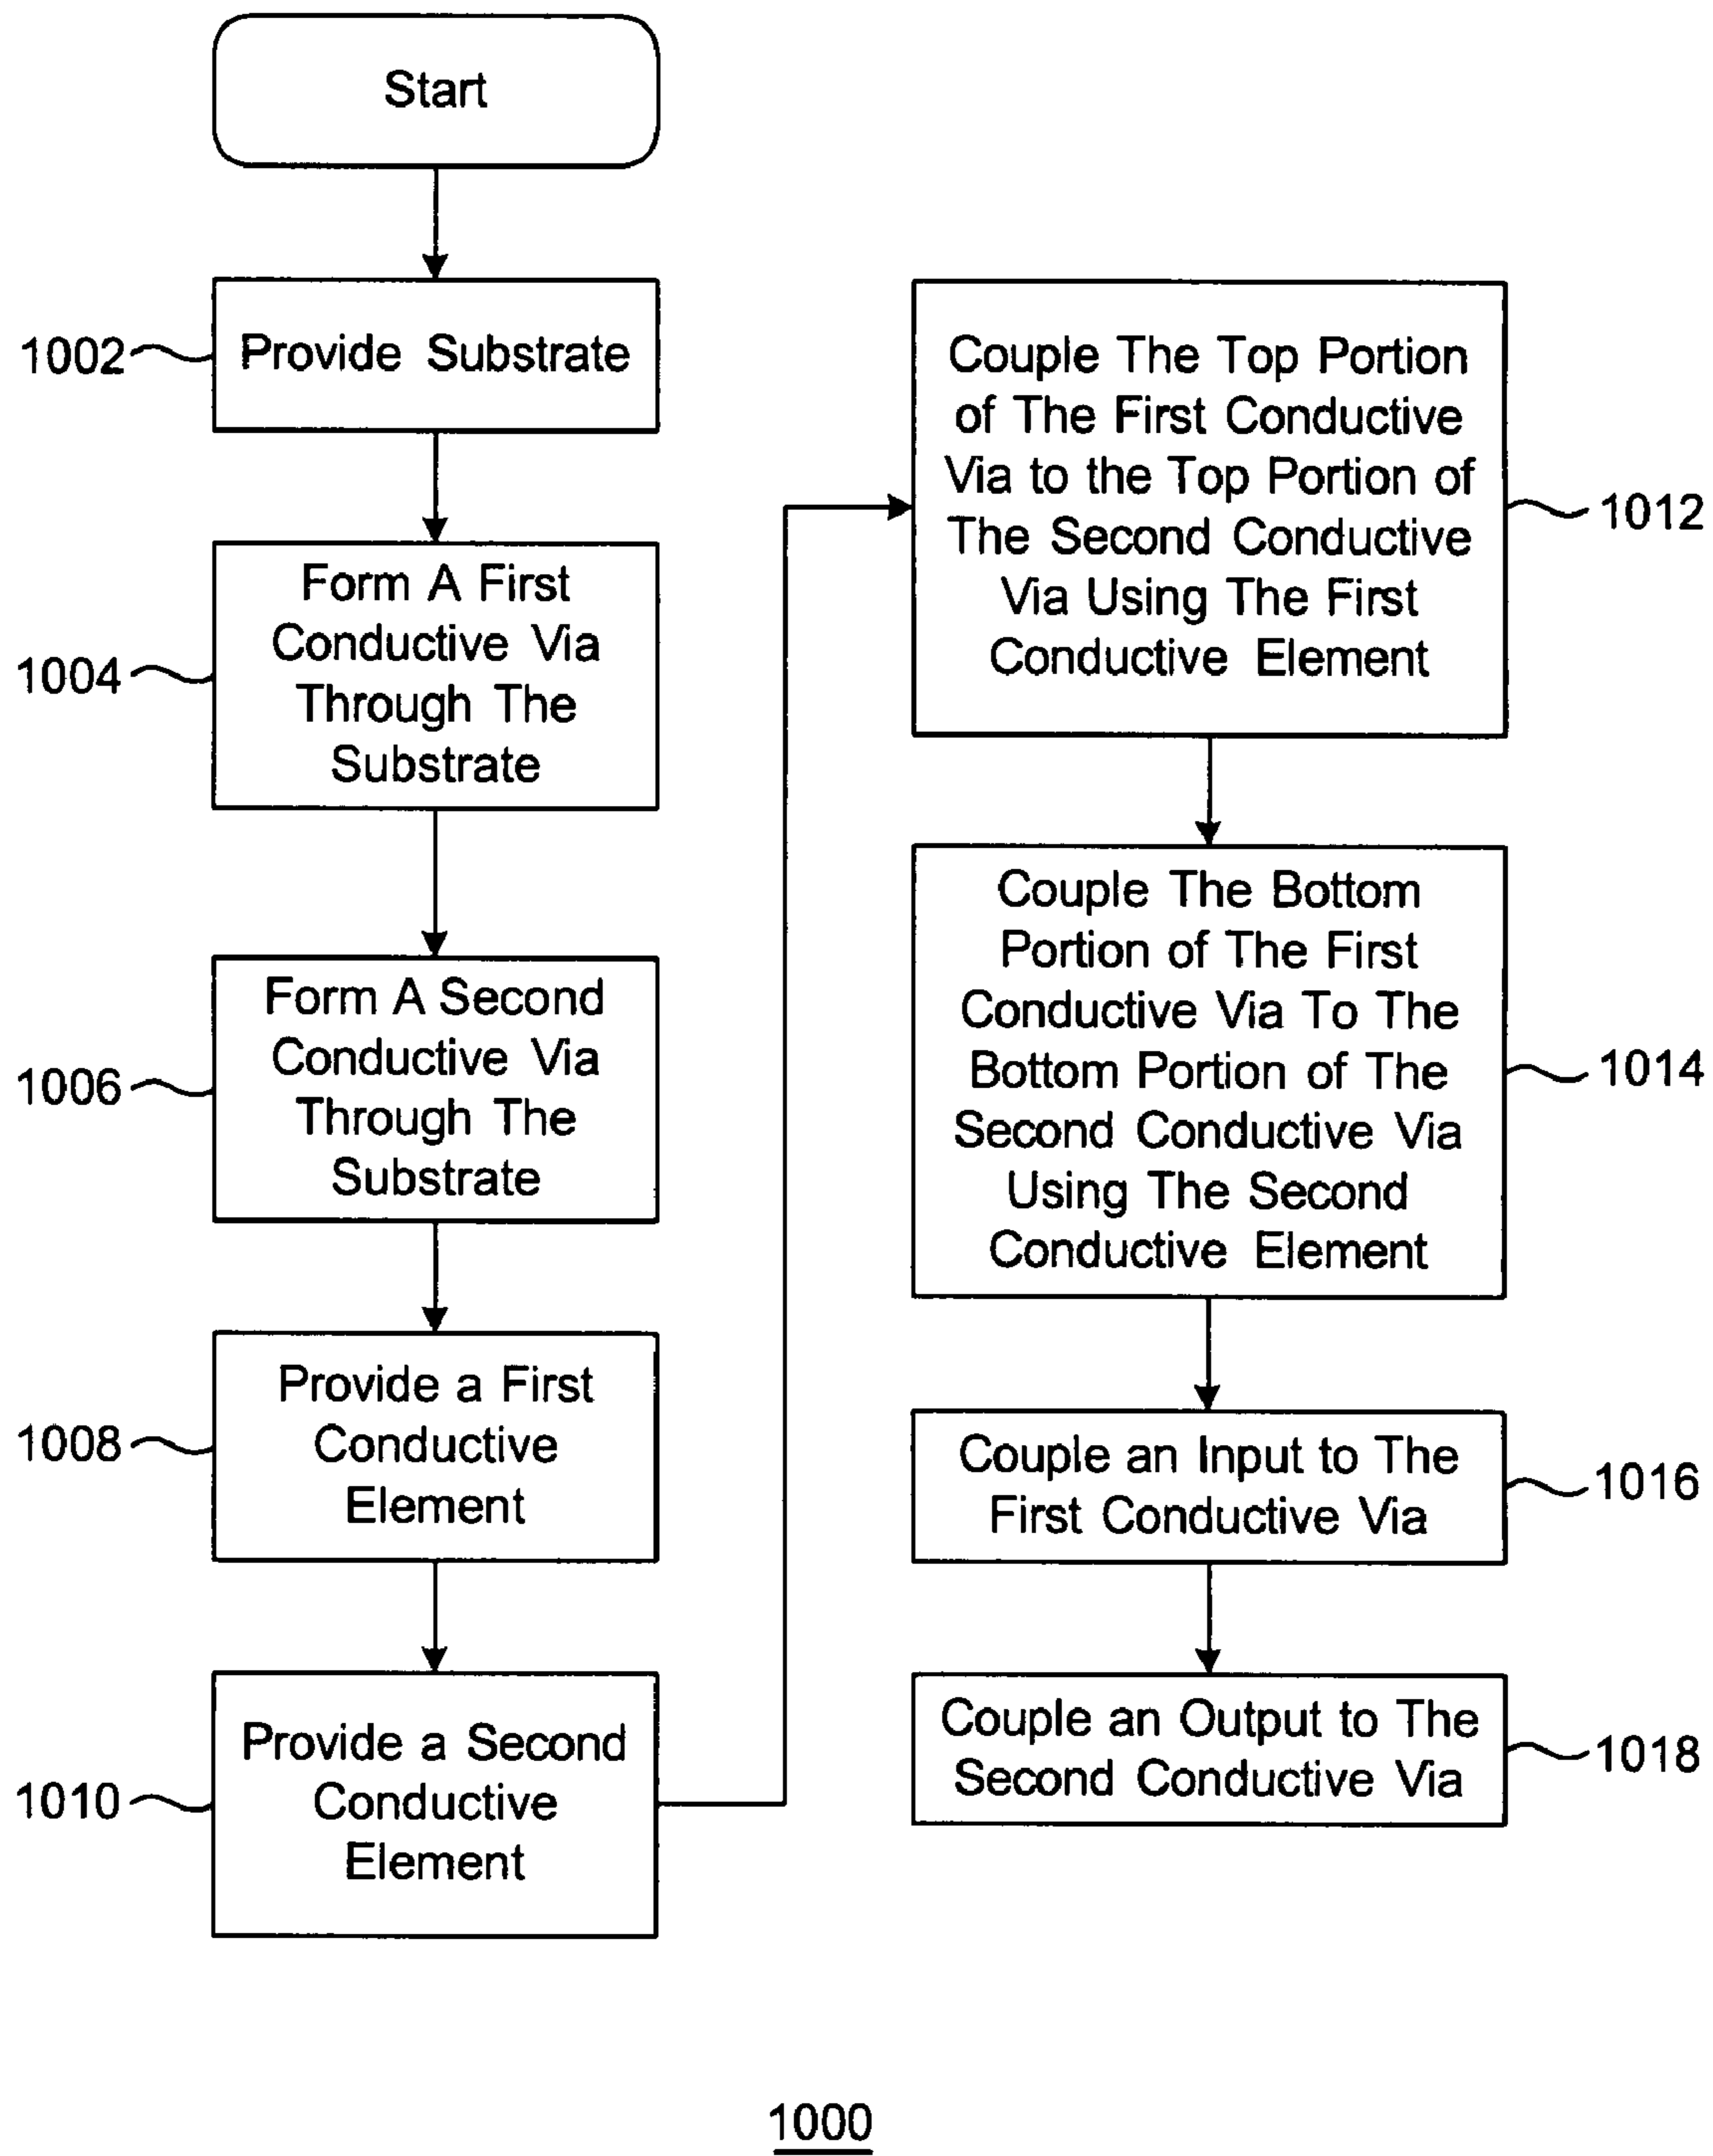 Start
1002
Provide Substrate
1004
Form A First
Conductive Via
Through The
Substrate
1006
Form A Second
Conductive Via
Through The
Substrate
1008
Provide a First
Conductive
Element
1010
Provide a Second
Conductive
Element
Couple The Top Portion
of The First Conductive
Via to the Top Portion of
The Second Conductive
Via Using The First
Conductive Element
1012
Couple The Bottom
Portion of The First
Conductive Via To The
Bottom Portion of The
Second Conductive Via
Using The Second
Conductive Element
1014
Couple an Input to The
First Conductive Via
1016
Couple an Output to The
Second Conductive Via
1018
1000